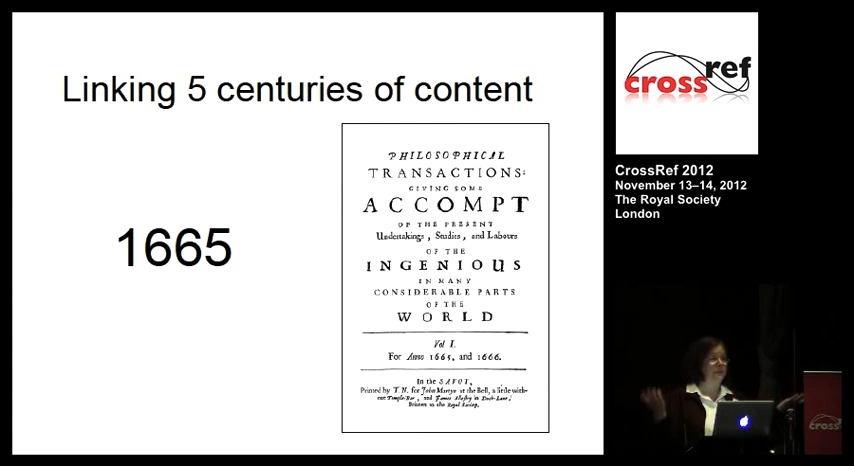 Linking 5 centuries of content
1665
PHILOSOPHICAL
TRANSACTIONS:
GIVING SOME
ACCOMPT
OF THE PRESENT
Undertakings, Studies, and Labours
OF THE
INGENIOUS
IN MANY
CONSIDERABLE PARTS
OF THE
WORLD
Vol I.
For Anno 1665, and 1666.
In the SAVOY,
Printed by T. N. for John Martyn at the Bell, a little with-
out Temple-Bar, and James Allestry in Duck-Lane,
Printers to the Royal Society.
crossref
CrossRef 2012
November 13–14, 2012
The Royal Society
London
cross